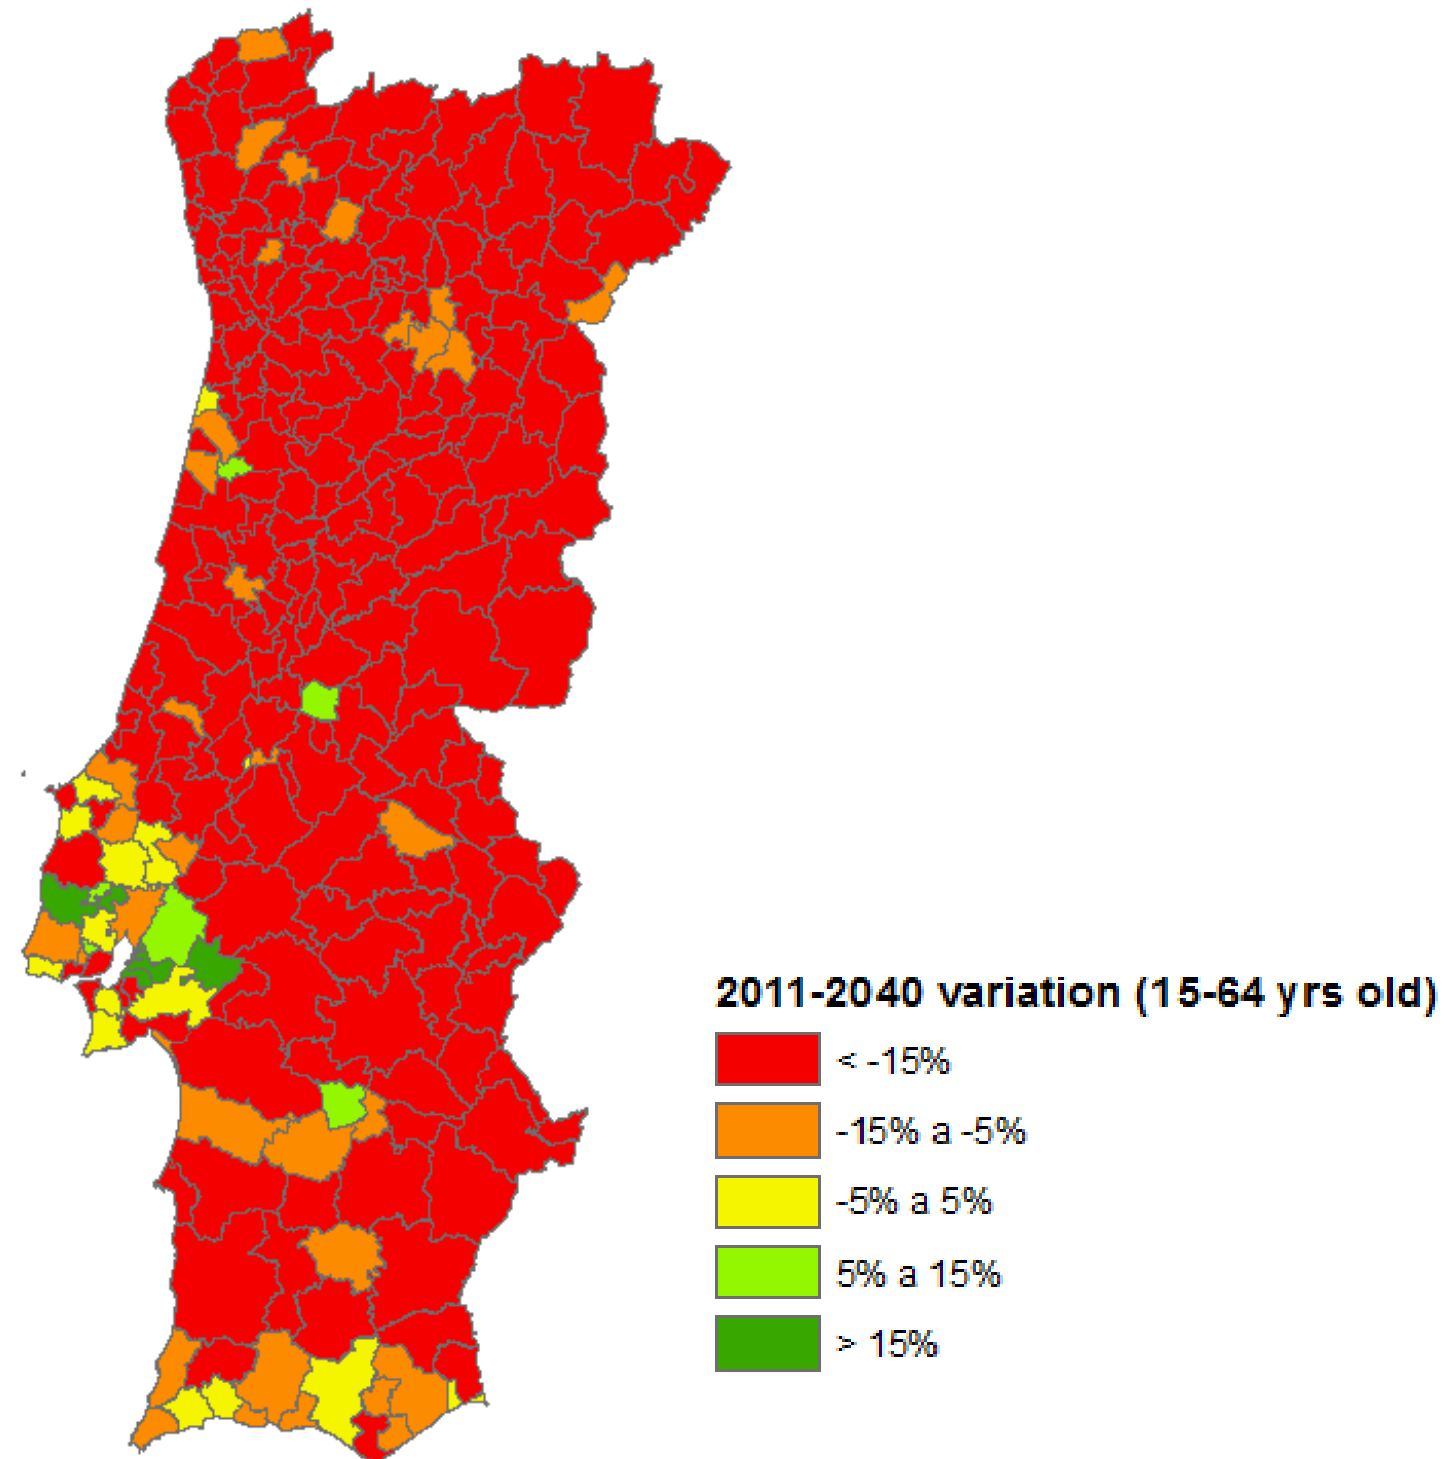 2011-2040 variation (15-64 yrs old)
< -15%
-15% a -5%
-5% a 5%
5% a 15%
> 15%